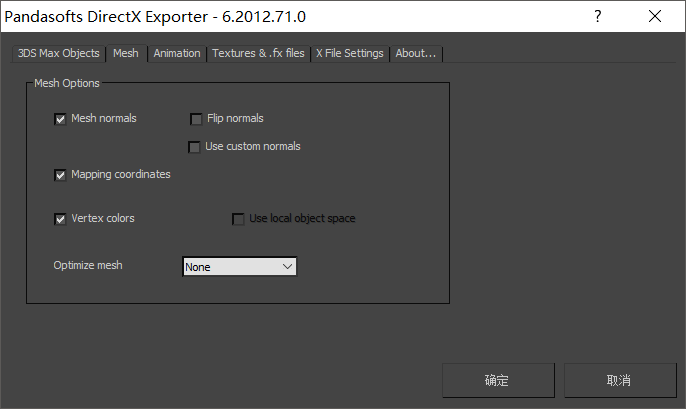 Pandasofts DirectX Exporter - 6.2012.71.0
?
3DS Max Objects Mesh Animation Textures & .fx files X File Settings About...
Mesh Options
Mesh normals Flip normals
Use custom normals
Mapping coordinates
Vertex colors Use local object space
Optimize mesh None
确定 取消